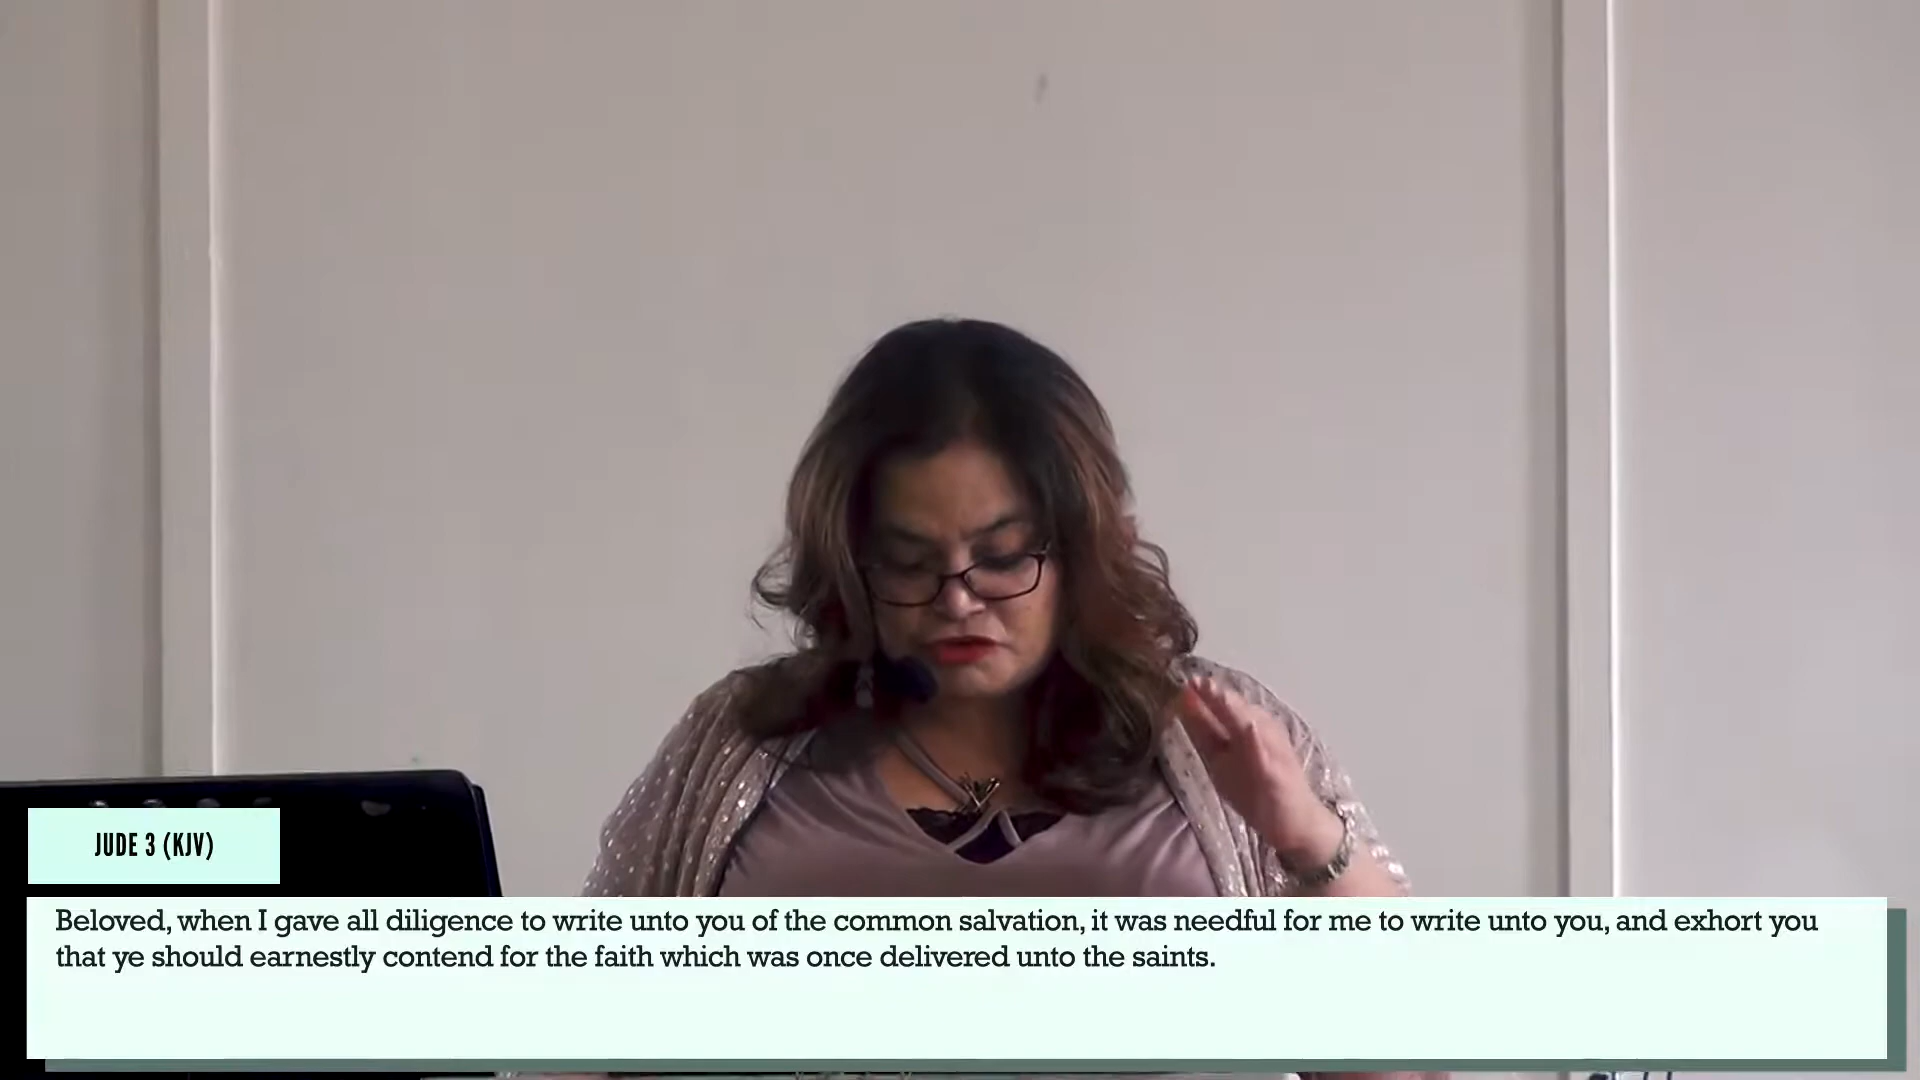 JUDE 3 (KJV)
Beloved, when I gave all diligence to write unto you of the common salvation, it was needful for me to write unto you, and exhort you
that ye should earnestly contend for the faith which was once delivered unto the saints.